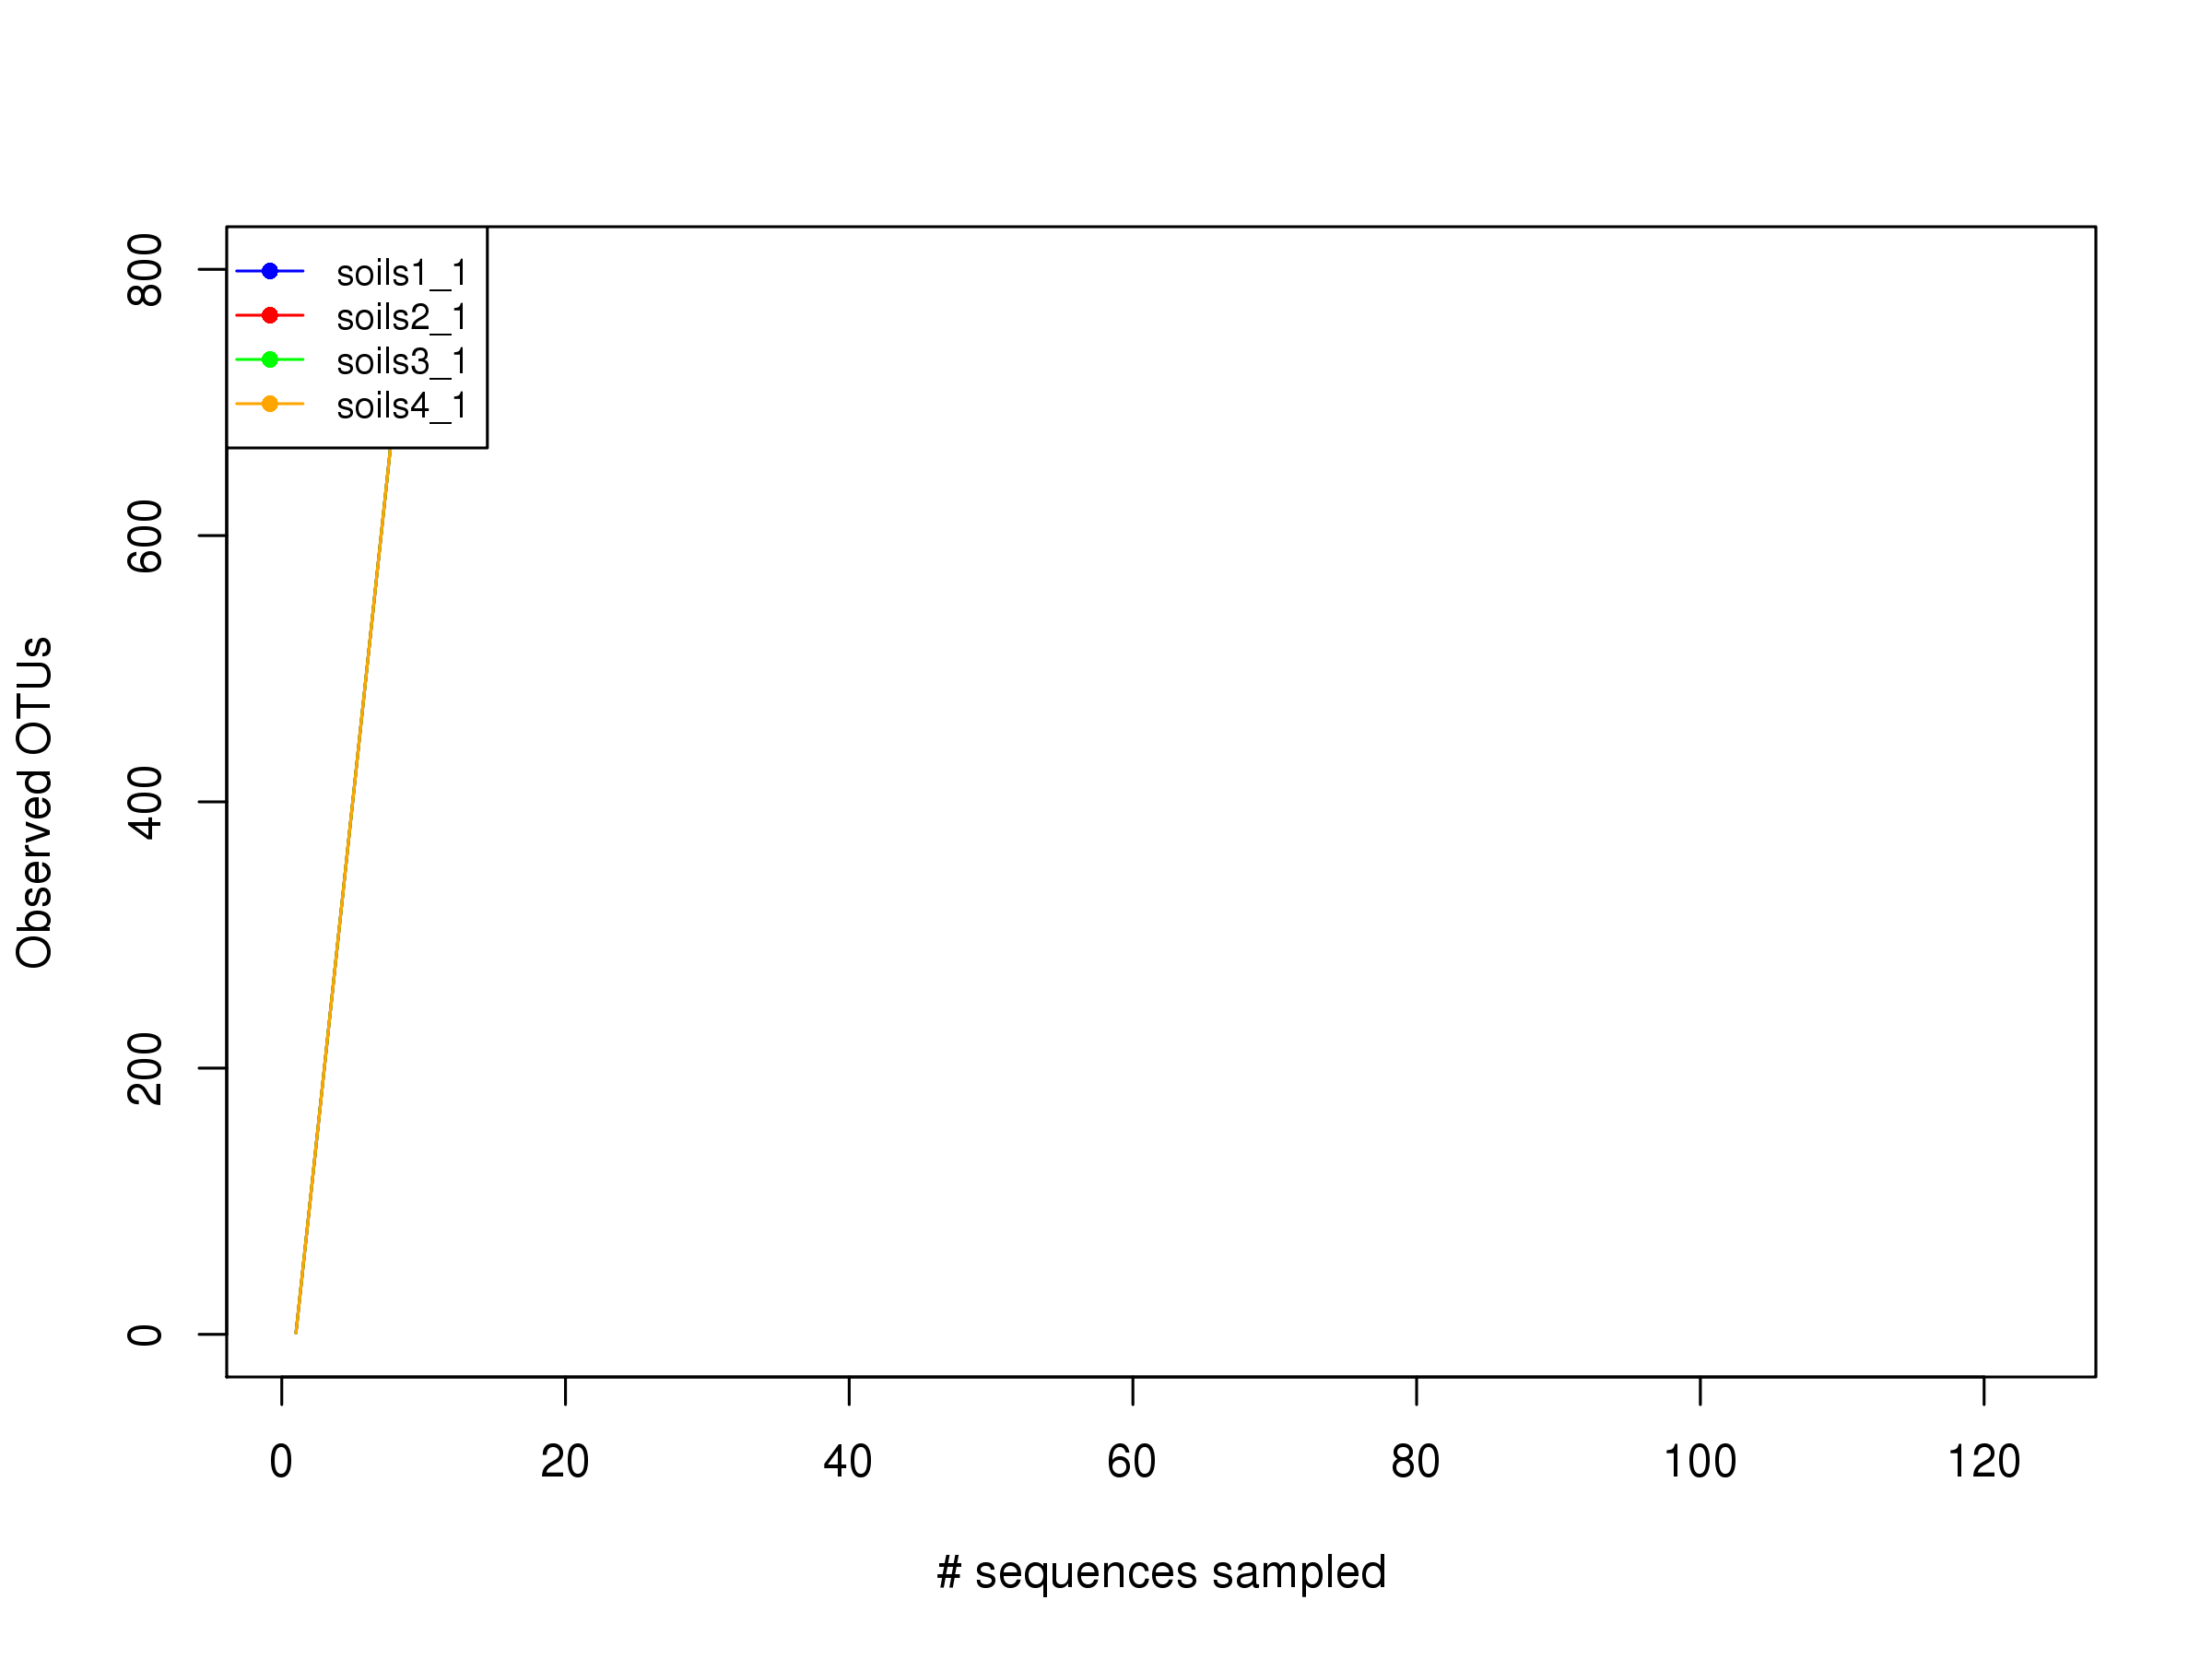 soils1_1
soils2_1
soils3_1
soils4_1
800
600
400
200
0
Observed OTUs
0 20 40 60 80 100 120
# sequences sampled